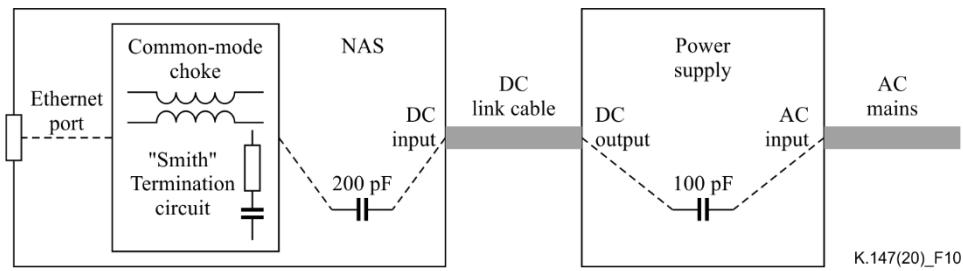 Common-mode
choke
NAS
Power
supply
Ethernet
port
DC
link cable
AC
mains
DC
input
DC
output
AC
input
"Smith"
Termination
circuit
200 pF
100 pF
K.147(20)_F10